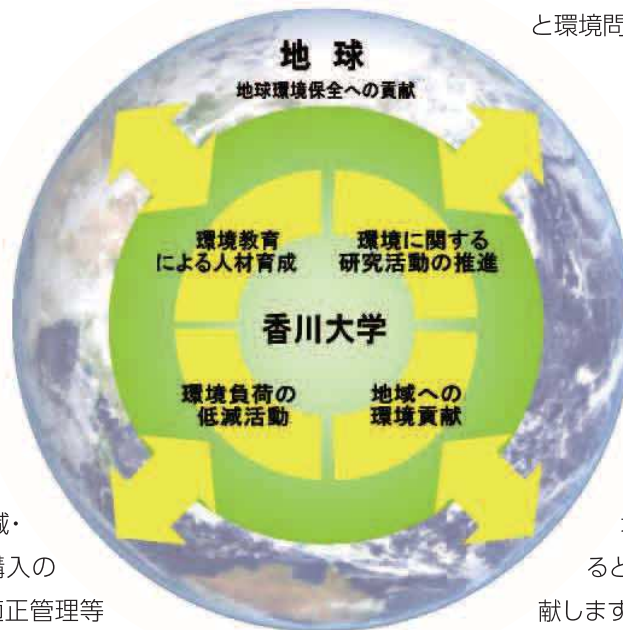 と環境問
地 球
地球環境保全への貢献
環境教育
による人材育成
環境に関する
研究活動の推進
香川大学
環境負荷の
低減活動
地域への
環境貢献
減・
購入の
適正管理等
ると
献します